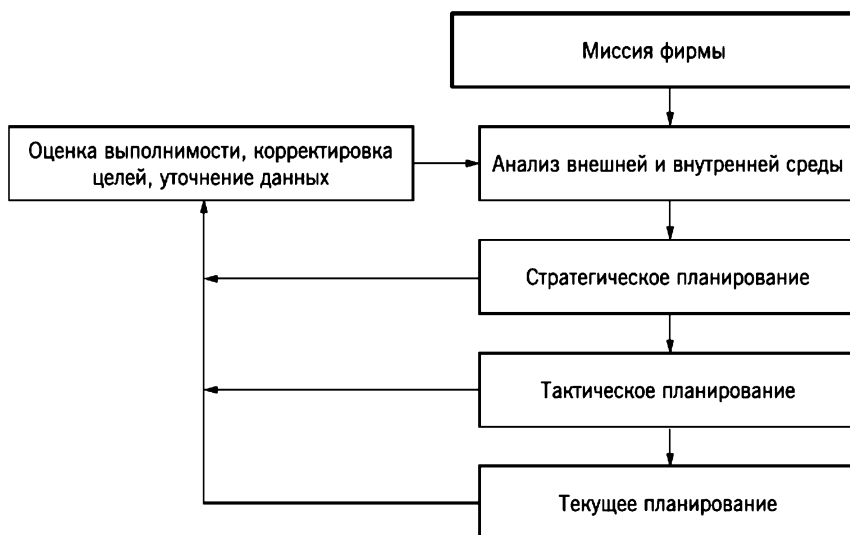 Миссия фирмы
Оценка выполнимости, корректировка
целей, уточнение данных
Анализ внешней и внутренней среды
Стратегическое планирование
Тактическое планирование
Текущее планирование